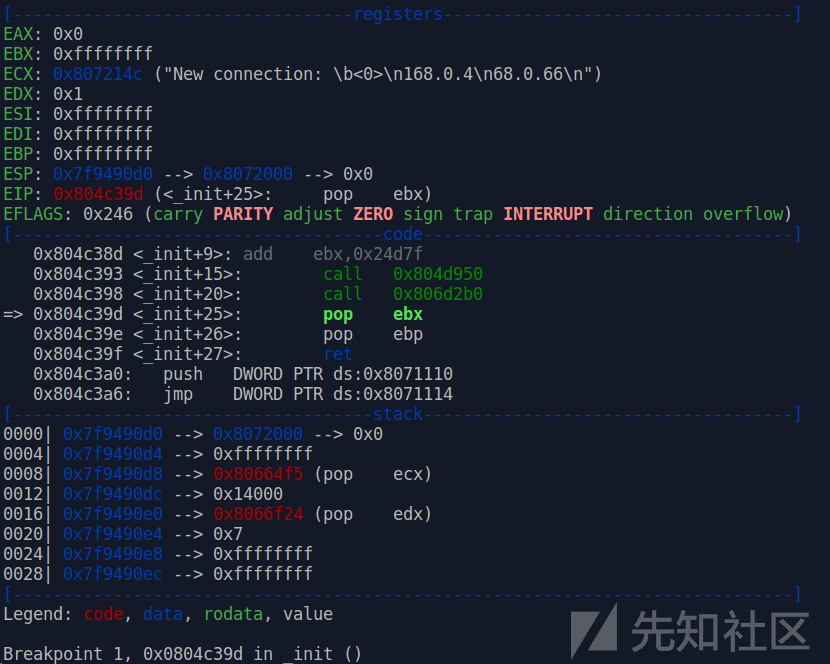 [----------------------------------registers-----------------------------------]
EAX: 0x0
EBX: 0xffffffff
ECX: 0x807214c ("New connection: \b<0>\n168.0.4\n68.0.66\n")
EDX: 0x1
ESI: 0xffffffff
EDI: 0xffffffff
EBP: 0xffffffff
ESP: 0x7f9490d0 --> 0x8072000 --> 0x0
EIP: 0x804c39d (<_init+25>:	pop    ebx)
EFLAGS: 0x246 (carry PARITY adjust ZERO sign trap INTERRUPT direction overflow)
[-------------------------------------code-------------------------------------]
   0x804c38d <_init+9>:	add    ebx,0x24d7f
   0x804c393 <_init+15>:	call   0x804d950
   0x804c398 <_init+20>:	call   0x806d2b0
=> 0x804c39d <_init+25>:	pop    ebx
   0x804c39e <_init+26>:	pop    ebp
   0x804c39f <_init+27>:	ret
   0x804c3a0:	push   DWORD PTR ds:0x8071110
   0x804c3a6:	jmp    DWORD PTR ds:0x8071114
[------------------------------------stack-------------------------------------]
0000| 0x7f9490d0 --> 0x8072000 --> 0x0
0004| 0x7f9490d4 --> 0xffffffff
0008| 0x7f9490d8 --> 0x80664f5 (pop    ecx)
0012| 0x7f9490dc --> 0x14000
0016| 0x7f9490e0 --> 0x8066f24 (pop    edx)
0020| 0x7f9490e4 --> 0x7
0024| 0x7f9490e8 --> 0xffffffff
0028| 0x7f9490ec --> 0xffffffff
[------------------------------------------------------------------------------]
Legend: code, data, rodata, value
先知社区
Breakpoint 1, 0x0804c39d in _init ()